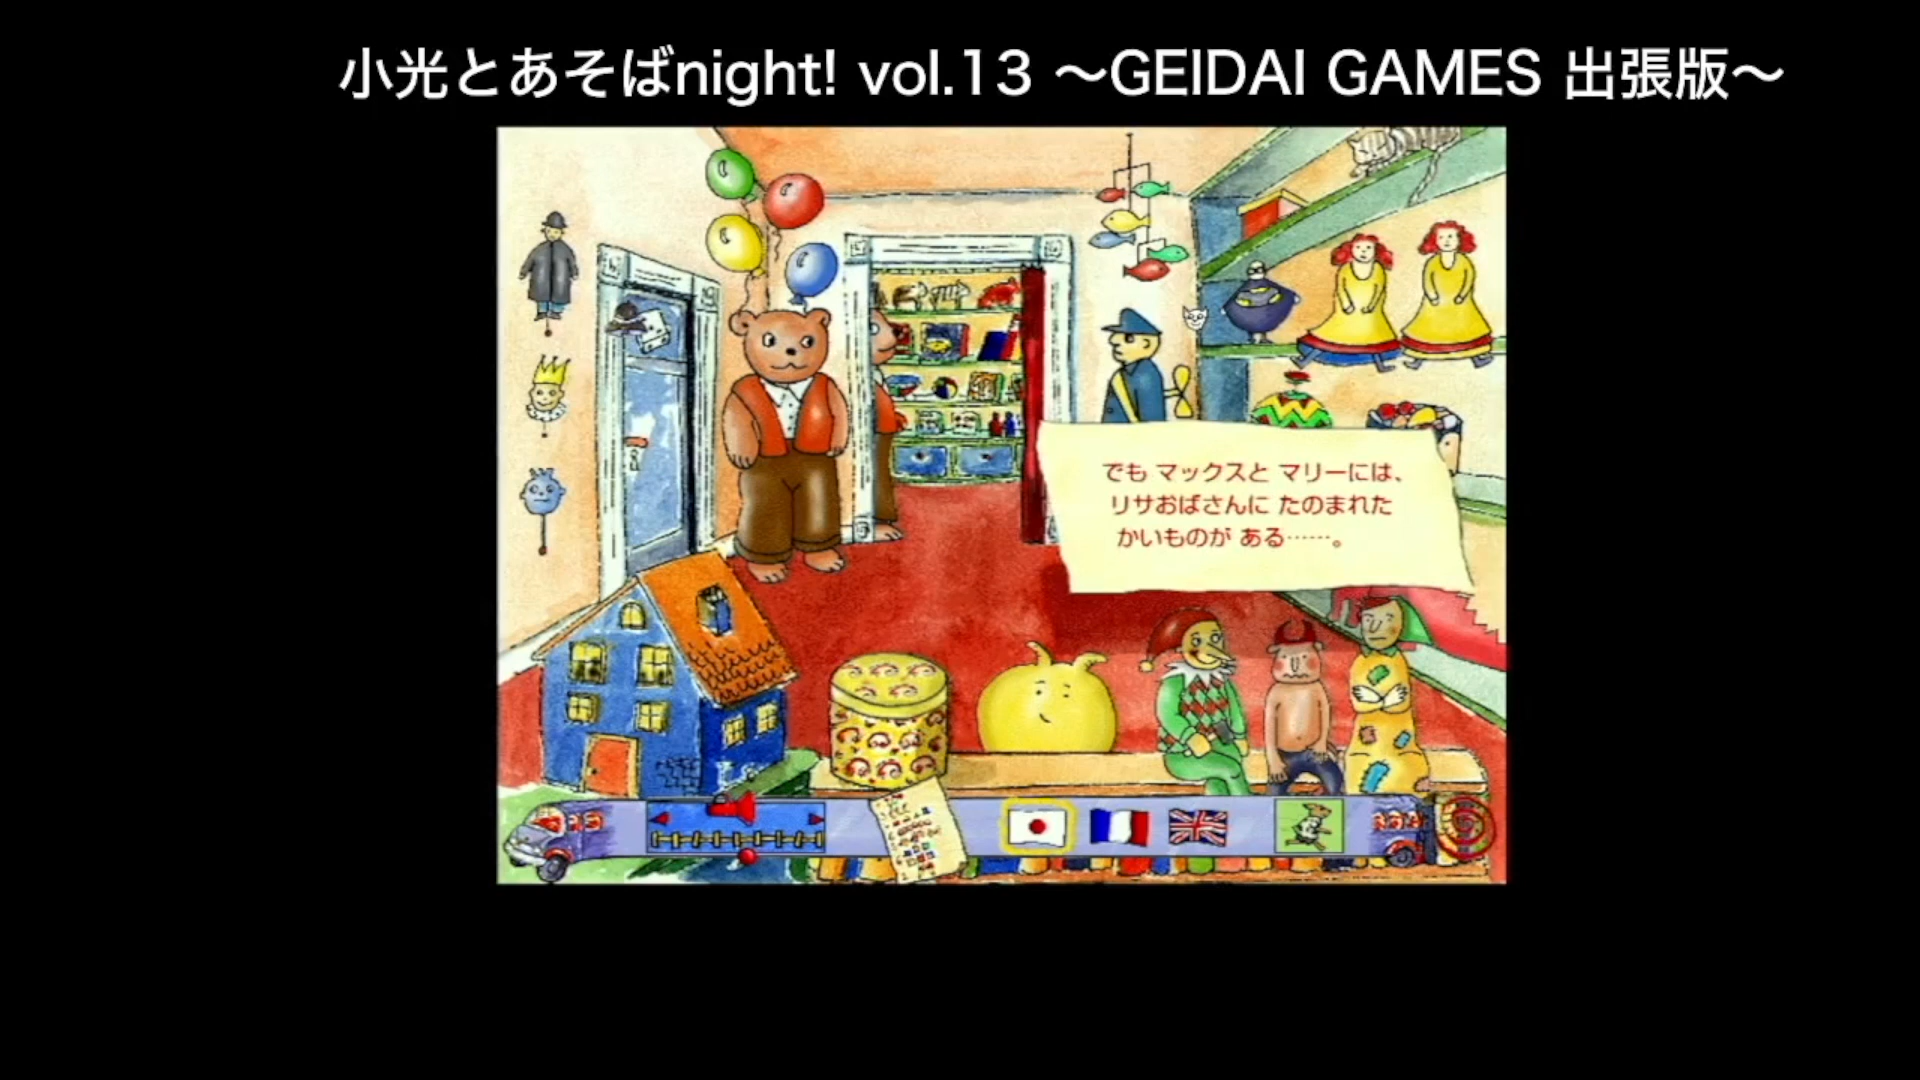 小光とあそばnight! vol.13 〜GEIDAI GAMES 出張版〜
でも マックスと マリーには、
リサおばさんに たのまれた
かいものが ある……。